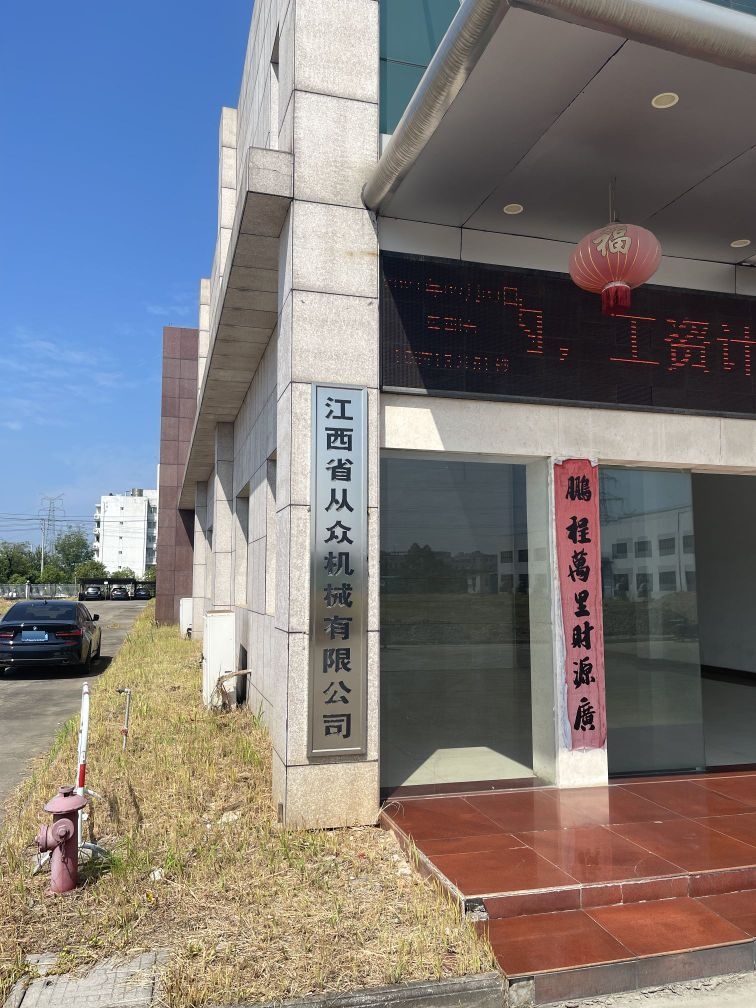 福
，工资计
江西省从众机械有限公司
鹏程萬里財源廣